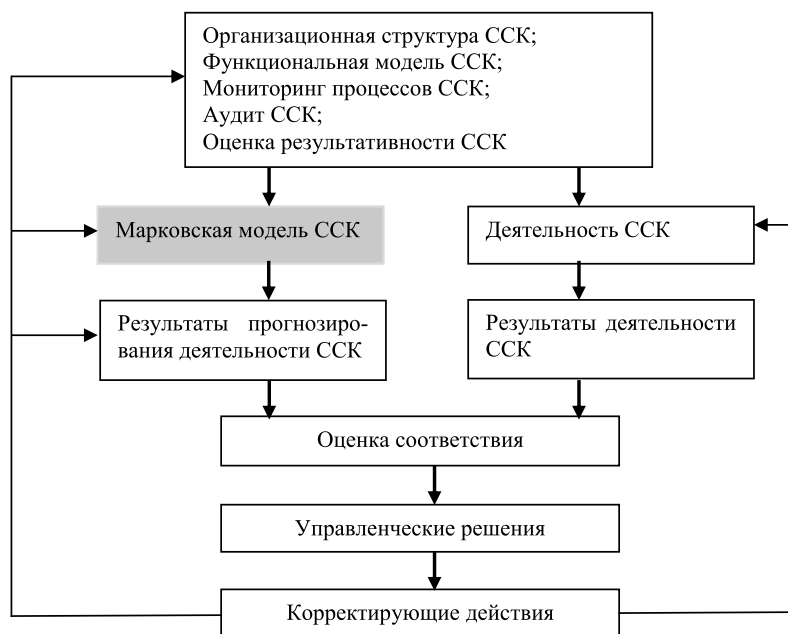 Организационная структура ССК;
Функциональная модель ССК;
Мониторинг процессов ССК;
Аудит ССК;
Оценка результативности ССК
Марковская модель ССК
Деятельность ССК
Результаты прогнозиро-
вания деятельности ССК
Результаты деятельности
ССК
Оценка соответствия
Управленческие решения
Корректирующие действия